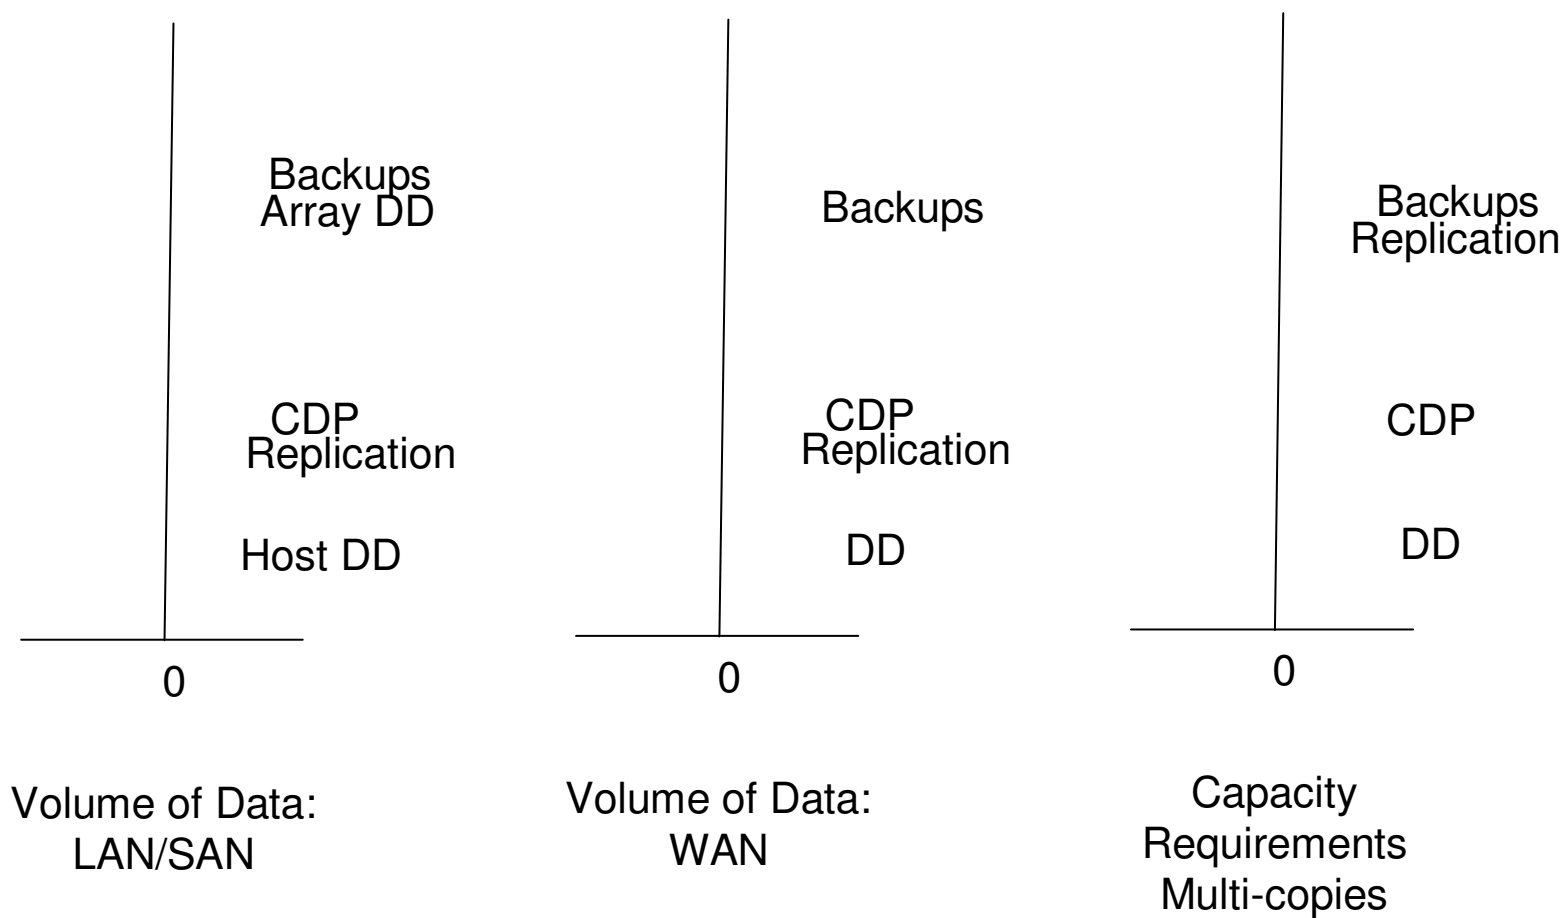 Backups
Array DD
CDP
Replication
Host DD
0
Volume of Data:
LAN/SAN
Backups
CDP
Replication
DD
0
Volume of Data:
WAN
Backups
Replication
CDP
DD
0
Capacity
Requirements
Multi-copies